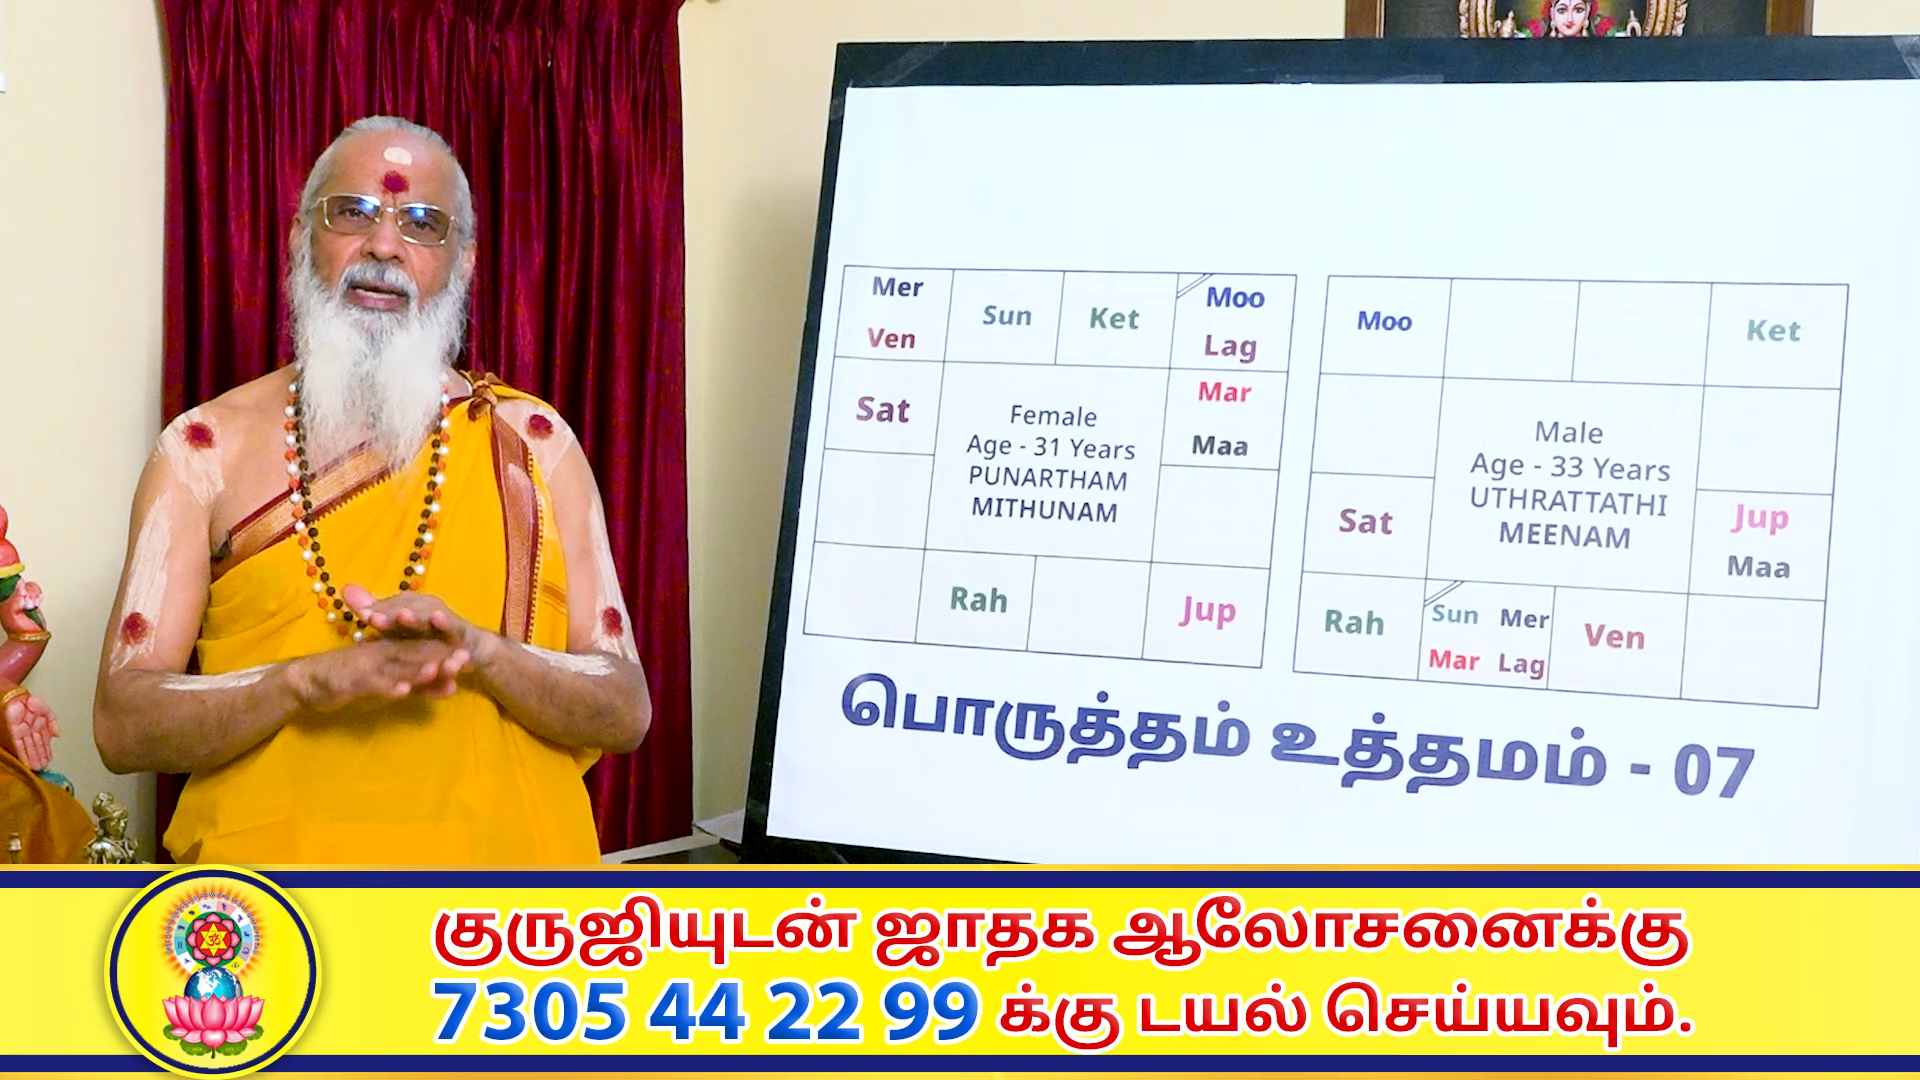 Mer
Ven
Sun
Ket
Moo
Lag
Sat
Female
Age - 31 Years
PUNARTHAM
MITHUNAM
Mar
Maa
Rah
Jup
Moo
Ket
Male
Age - 33 Years
UTHRATTATHI
MEENAM
Sat
Jup
Maa
Rah
Sun Mer
Mar Lag
Ven
பொருத்தம் உத்தமம் - 07
குருஜியுடன் ஜாதக ஆலோசனைக்கு
7305 44 22 99 க்கு டயல் செய்யவும்.